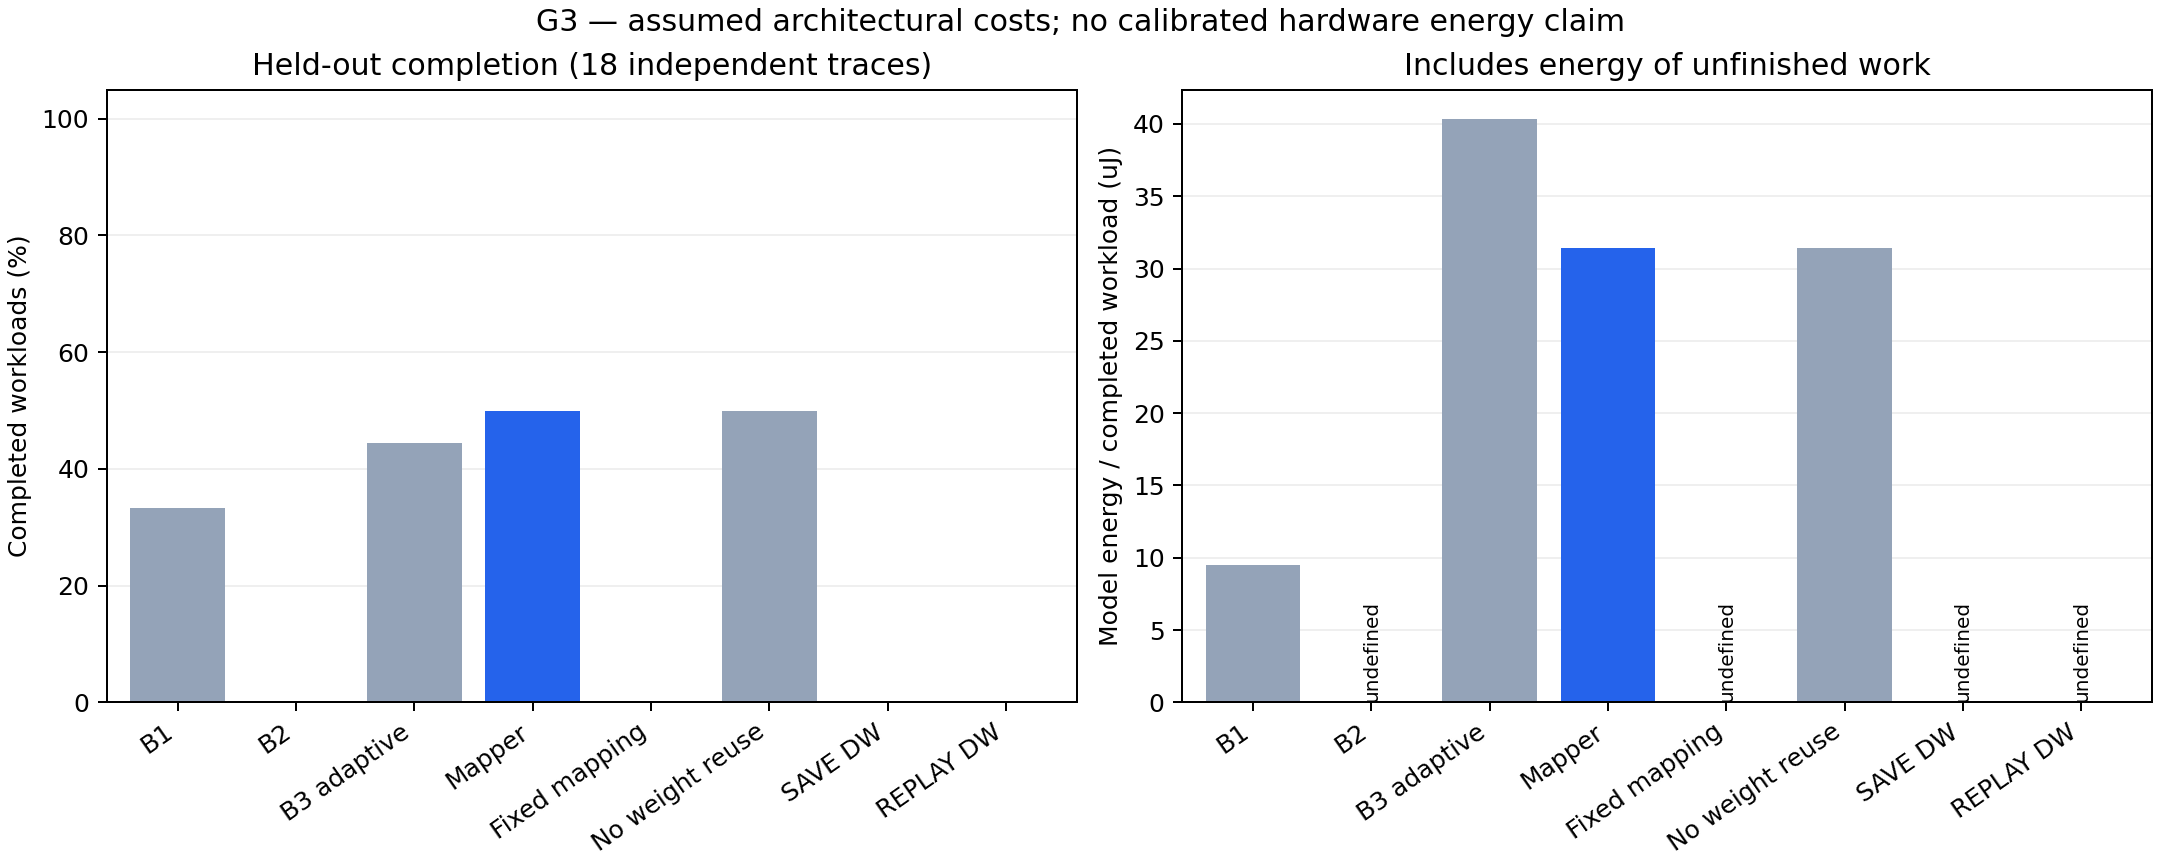 G3 — assumed architectural costs; no calibrated hardware energy claim
Held-out completion (18 independent traces)
Completed workloads (%)
100
80
60
40
20
0
B1
B2
B3 adaptive
Mapper
Fixed mapping
No weight reuse
SAVE DW
REPLAY DW
Includes energy of unfinished work
Model energy / completed workload (uJ)
40
35
30
25
20
15
10
5
0
undefined
undefined
undefined
undefined
B1
B2
B3 adaptive
Mapper
Fixed mapping
No weight reuse
SAVE DW
REPLAY DW